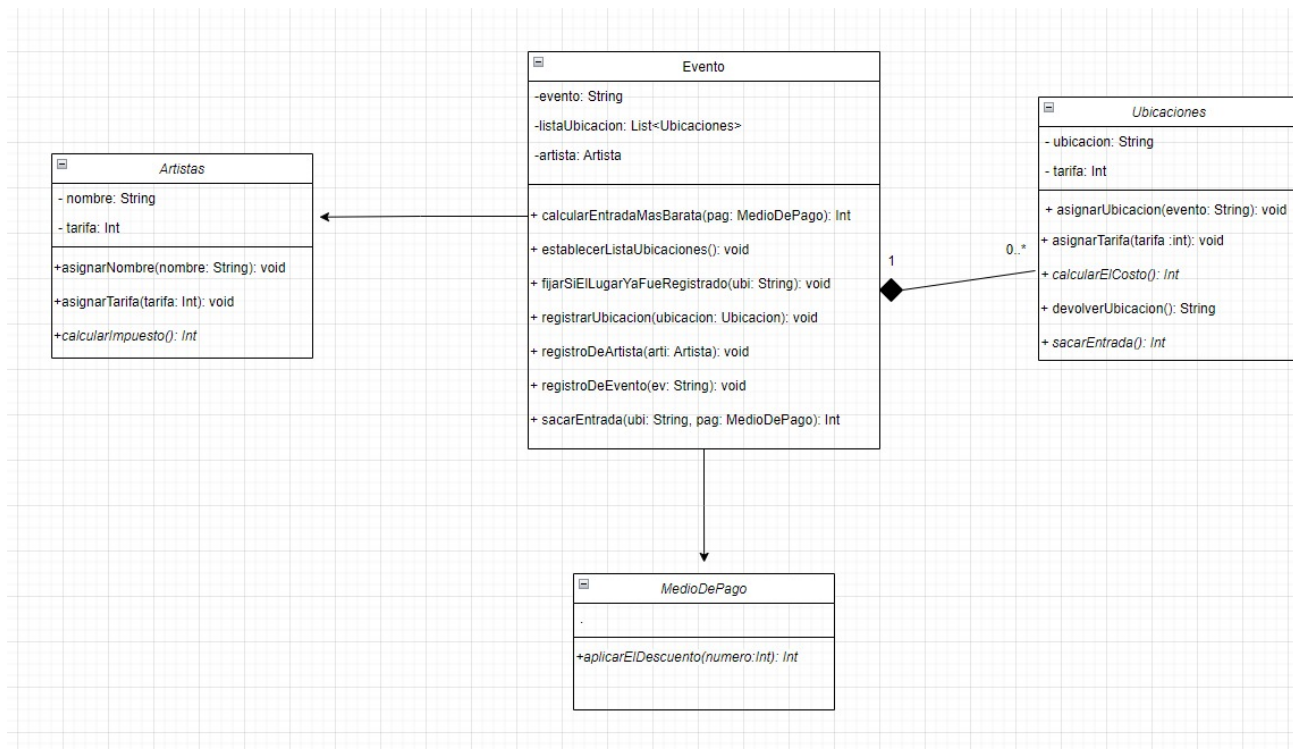 Evento
-evento: String
-listaUbicacion: List<Ubicaciones>
-artista: Artista
+ calcularEntradaMasBarata(pag: MedioDePago): Int
+ establecerListaUbicaciones(): void
+ fijarSiElLugarYaFueRegistrado(ubi: String): void
+ registrarUbicacion(ubicacion: Ubicacion): void
+ registroDeArtista(arti: Artista): void
+ registroDeEvento(ev: String): void
+ sacarEntrada(ubi: String, pag: MedioDePago): Int
Artistas
- nombre: String
- tarifa: Int
+asignarNombre(nombre: String): void
+asignarTarifa(tarifa: Int): void
+calcularImpuesto(): Int
1
0..*
Ubicaciones
- ubicacion: String
- tarifa: Int
+ asignarUbicacion(evento: String): void
+ asignarTarifa(tarifa :int): void
+ calcularElCosto(): Int
+ devolverUbicacion(): String
+ sacarEntrada(): Int
MedioDePago
.
+aplicarElDescuento(numero:Int): Int